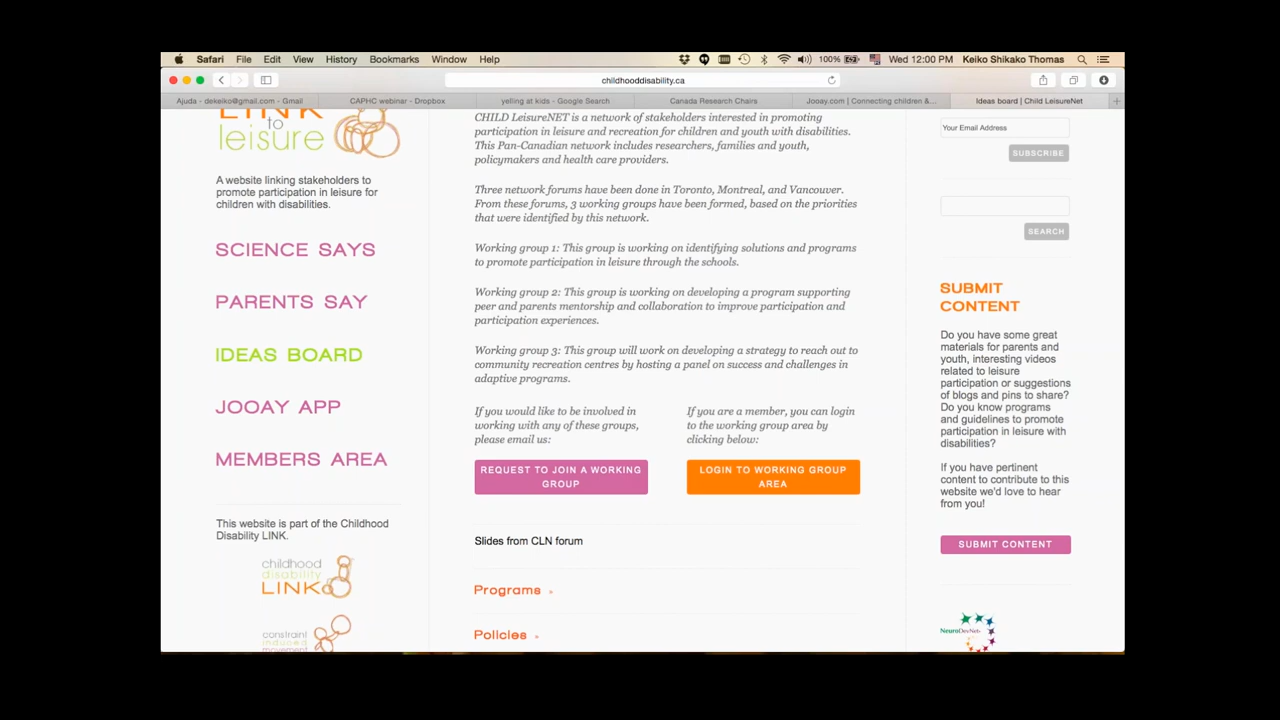 Safari File Edit View History Bookmarks Window Help 100% Wed 12:00 PM Keiko Shikako Thomas
childhooddisability.ca
Ajuda - dekeiko@gmail.com - Gmail CAPHC webinar - Dropbox yelling at kids - Google Search Canada Research Chairs Jooay.com | Connecting children &... Ideas board | Child LeisureNet
LINK
to
leisure
A website linking stakeholders to
promote participation in leisure for
children with disabilities.
SCIENCE SAYS
PARENTS SAY
IDEAS BOARD
JOOAY APP
MEMBERS AREA
This website is part of the Childhood
Disability LINK.
childhood
disability
LINK
constraint
induced
movement
CHILD LeisureNET is a network of stakeholders interested in promoting
participation in leisure and recreation for children and youth with disabilities.
This Pan-Canadian network includes researchers, families and youth,
policymakers and health care providers.
Three network forums have been done in Toronto, Montreal, and Vancouver.
From these forums, 3 working groups have been formed, based on the priorities
that were identified by this network.
Working group 1: This group is working on identifying solutions and programs
to promote participation in leisure through the schools.
Working group 2: This group is working on developing a program supporting
peer and parents mentorship and collaboration to improve participation and
participation experiences.
Working group 3: This group will work on developing a strategy to reach out to
community recreation centres by hosting a panel on success and challenges in
adaptive programs.
If you would like to be involved in
working with any of these groups,
please email us:
REQUEST TO JOIN A WORKING
GROUP
If you are a member, you can login
to the working group area by
clicking below:
LOGIN TO WORKING GROUP
AREA
Slides from CLN forum
Programs »
Policies »
Your Email Address
SUBSCRIBE
SEARCH
SUBMIT
CONTENT
Do you have some great
materials for parents and
youth, interesting videos
related to leisure
participation or suggestions
of blogs and pins to share?
Do you know programs
and guidelines to promote
participation in leisure with
disabilities?
If you have pertinent
content to contribute to this
website we'd love to hear
from you!
SUBMIT CONTENT
NeuroDevNet